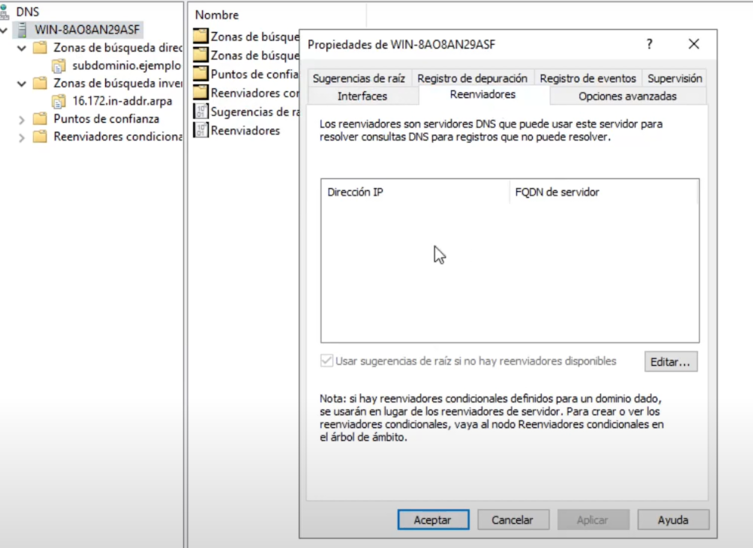 DNS
WIN-8AO8AN29ASF
Zonas de búsqueda direc
subdominio.ejemplo
Zonas de búsqueda inver
16.172.in-addr.arpa
Puntos de confianza
Reenviadores condiciona
Nombre
Zonas de búsque
Zonas de búsque
Puntos de confia
Reenviadores cor
Sugerencias de ra
Reenviadores
Propiedades de WIN-8AO8AN29ASF
?
Sugerencias de raíz Registro de depuración Registro de eventos Supervisión
Interfaces Reenviadores Opciones avanzadas
Los reenviadores son servidores DNS que puede usar este servidor para
resolver consultas DNS para registros que no puede resolver.
Dirección IP FQDN de servidor
Usar sugerencias de raíz si no hay reenviadores disponibles
Editar...
Nota: si hay reenviadores condicionales definidos para un dominio dado,
se usarán en lugar de los reenviadores de servidor. Para crear o ver los
reenviadores condicionales, vaya al nodo Reenviadores condicionales en
el árbol de ámbito.
Aceptar Cancelar Aplicar Ayuda